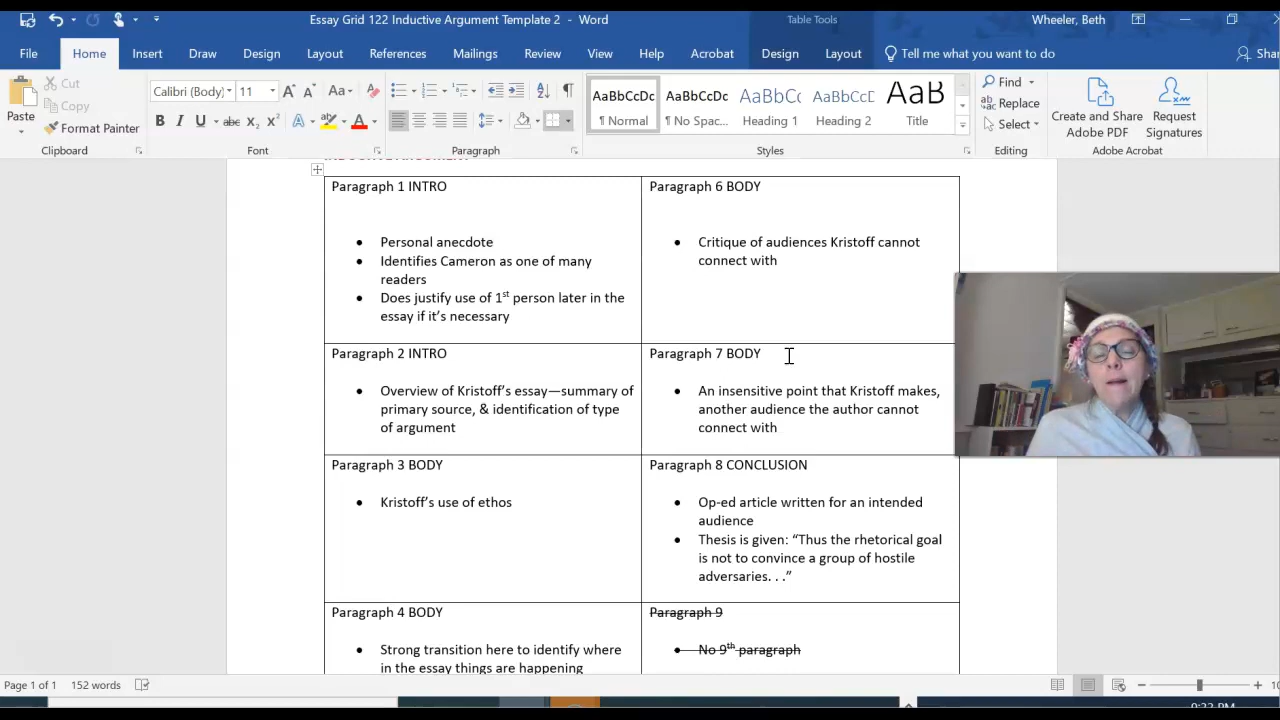 Essay Grid 122 Inductive Argument Template 2 - Word
Table Tools
Wheeler, Beth
File
Home
Insert
Draw
Design
Layout
References
Mailings
Review
View
Help
Acrobat
Design
Layout
Tell me what you want to do
Paste
Cut
Copy
Format Painter
Clipboard
Calibri (Body)
11
Font
Paragraph
AaBbCcDc
¶ Normal
AaBbCcDc
¶ No Spac...
AaBbCc
Heading 1
AaBbCcD
Heading 2
AaB
Title
Styles
Find
Replace
Select
Editing
Create and Share
Adobe PDF
Request
Signatures
Adobe Acrobat
Paragraph 1 INTRO
• Personal anecdote
• Identifies Cameron as one of many
readers
• Does justify use of 1st person later in the
essay if it's necessary
Paragraph 6 BODY
• Critique of audiences Kristoff cannot
connect with
Paragraph 2 INTRO
• Overview of Kristoff's essay—summary of
primary source, & identification of type
of argument
Paragraph 7 BODY
• An insensitive point that Kristoff makes,
another audience the author cannot
connect with
Paragraph 3 BODY
• Kristoff's use of ethos
Paragraph 8 CONCLUSION
• Op-ed article written for an intended
audience
• Thesis is given: “Thus the rhetorical goal
is not to convince a group of hostile
adversaries. . .”
Paragraph 4 BODY
• Strong transition here to identify where
in the essay things are happening
Paragraph 9
• No 9th paragraph
Page 1 of 1
152 words